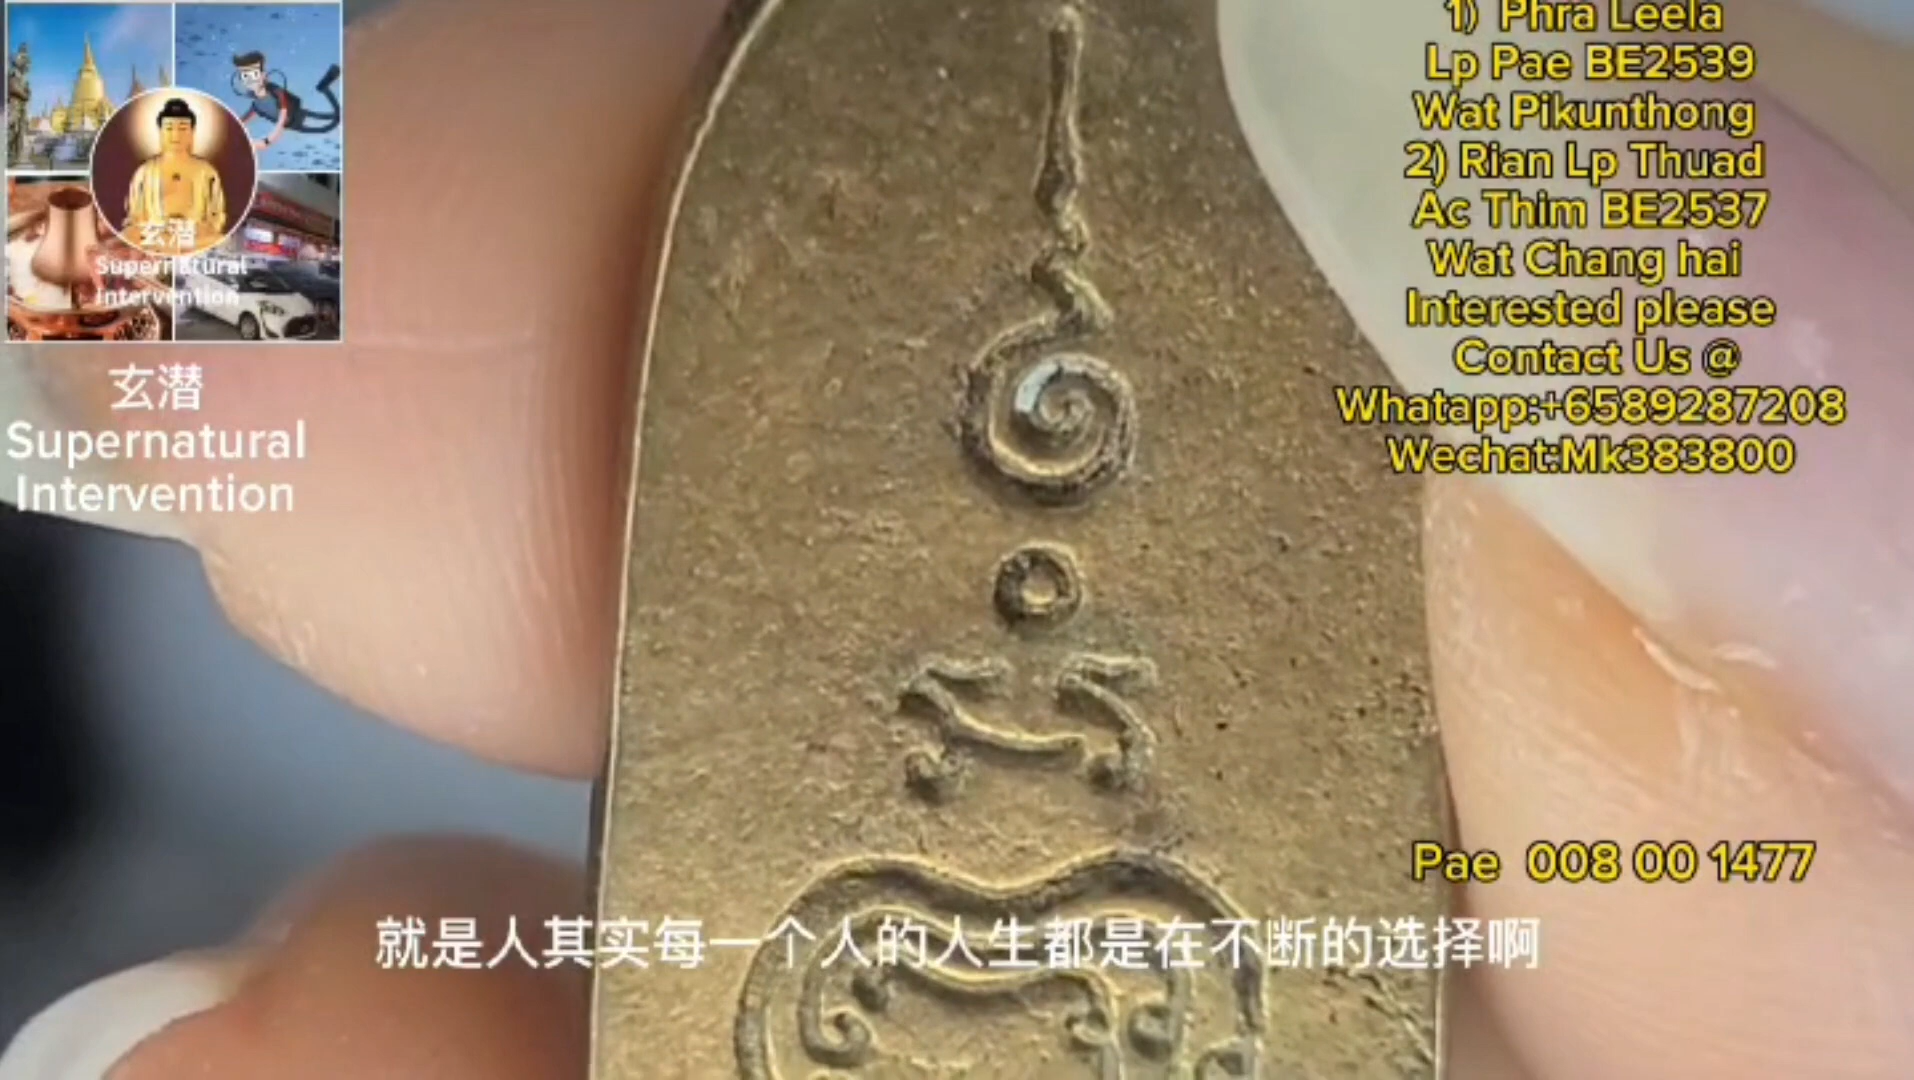 玄潜
Supernatural
Intervention
玄潜
Supernatural
Intervention
1) Phra Leela
Lp Pae BE2539
Wat Pikunthong
2) Rian Lp Thuad
Ac Thim BE2537
Wat Chang hai
Interested please
Contact Us @
Whatapp:+6589287208
Wechat:Mk383800
Pae 008 00 1477
就是人其实每一个人的人生都是在不断的选择啊